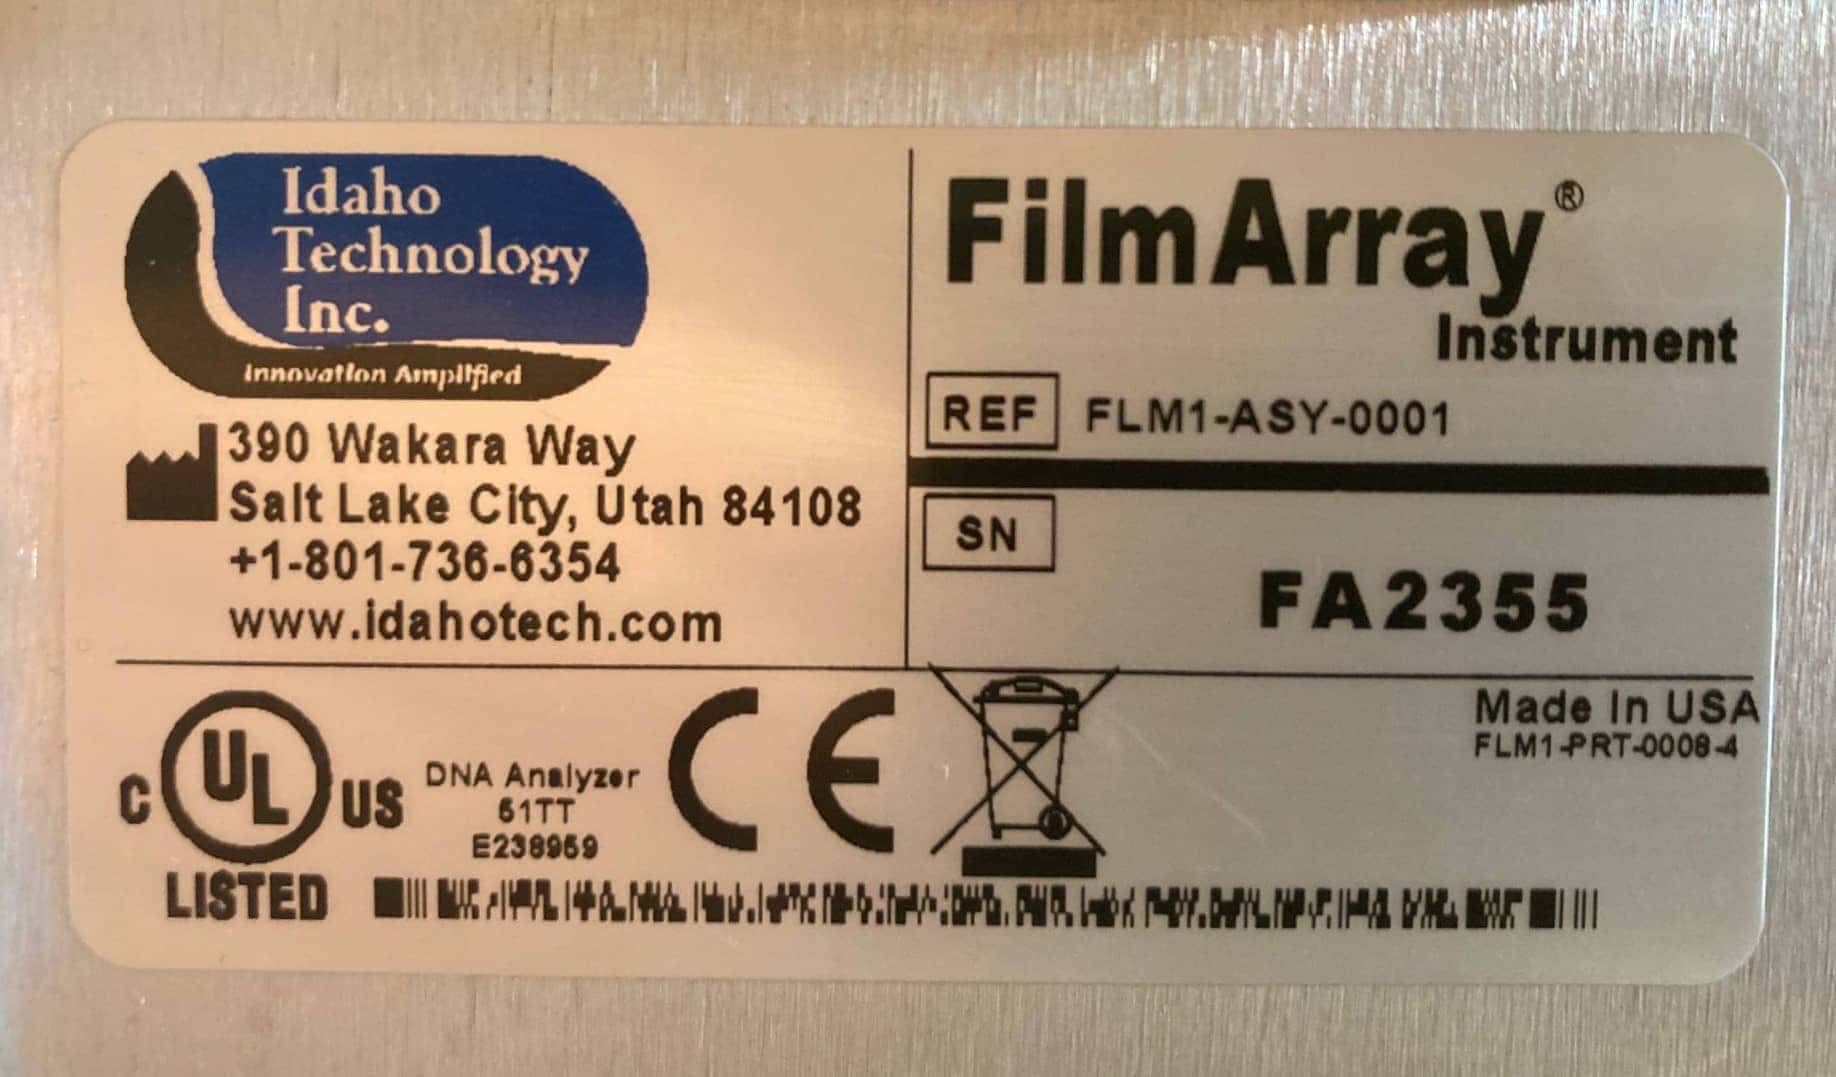 Idaho
Technology
Inc.
Innovation Amplified
390 Wakara Way
Salt Lake City, Utah 84108
+1-801-736-6354
www.idahotech.com
FilmArray®
Instrument
REF FLM1-ASY-0001
SN
FA2355
Made In USA
FLM1-PRT-0008-4
C UL US
LISTED
DNA Analyzer
61TT
E238959
CE